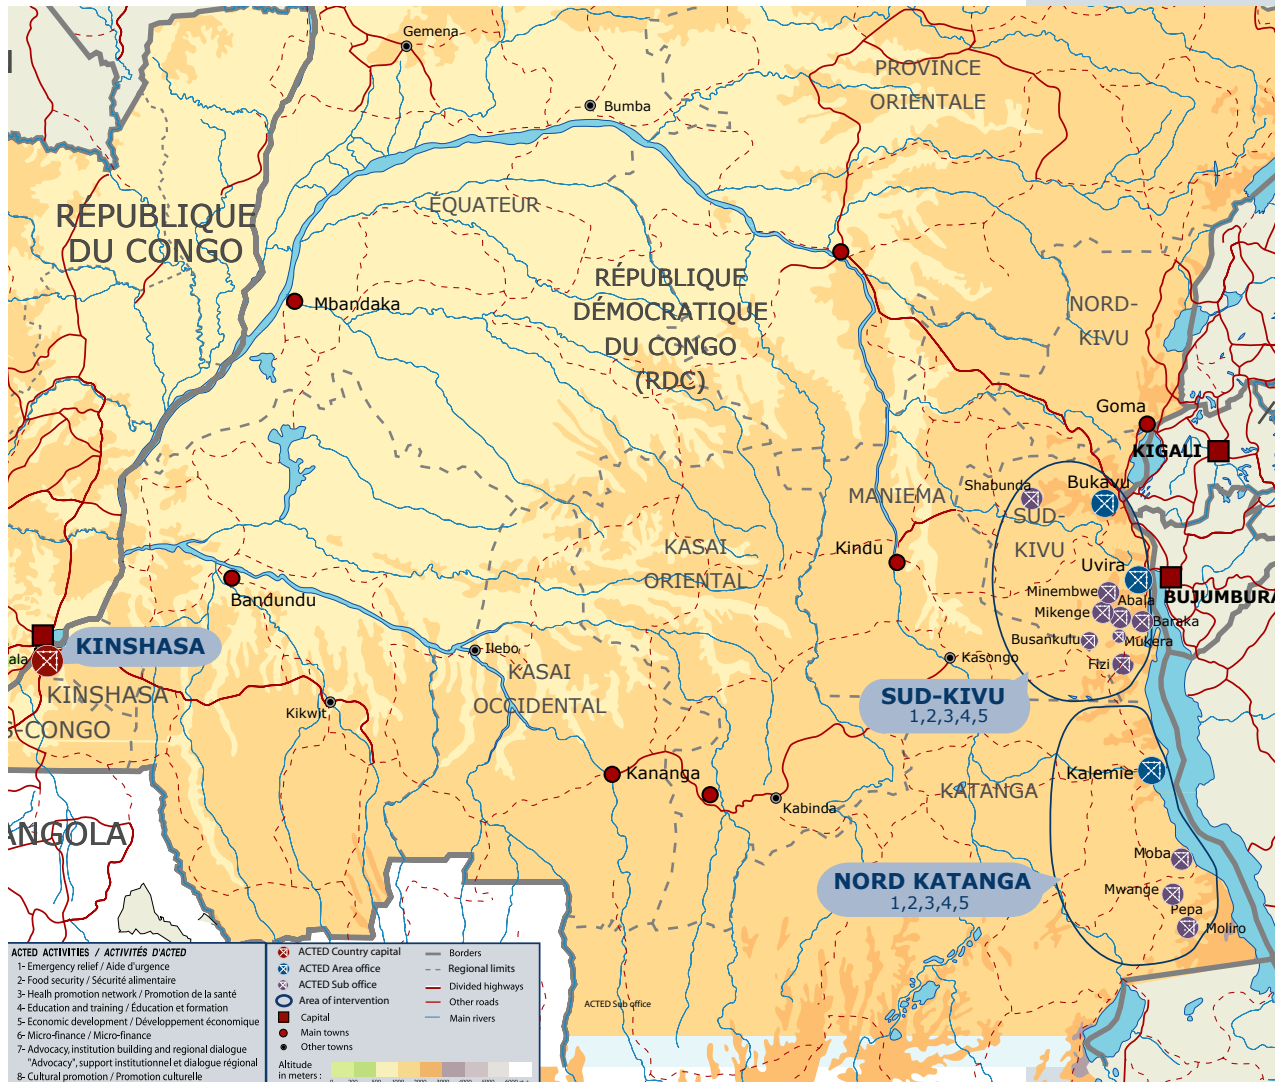 Gemena
PROVINCE
ORIENTALE
Bumba
ÉQUATEUR
RÉPUBLIQUE
DU CONGO
RÉPUBLIQUE
DÉMOCRATIQUE
DU CONGO
(RDC)
Mbandaka
NORD-
KIVU
Goma
KIGALI
Shabunda
Bukavu
MANIEMA
SUD-
KIVU
KASAI
ORIENTAL
Kindu
Uvira
Bandundu
Minembwe
Abala
BUJUMBURA
Mikenge
Baraka
Busankulu
Mukera
Fizi
KINSHASA
ala
Ilebo
Kasongo
KASAI
OCCIDENTAL
KINSHASA
-CONGO
Kikwit
SUD-KIVU
1,2,3,4,5
Kananga
Kalemie
KATANGA
Kabinda
ANGOLA
Moba
NORD KATANGA
1,2,3,4,5
Mwange
Pepa
Moliro
ACTED ACTIVITIES / ACTIVITÉS D'ACTED
1- Emergency relief / Aide d'urgence
2- Food security / Sécurité alimentaire
3- Healh promotion network / Promotion de la santé
4- Education and training / Éducation et formation
5- Economic development / Développement économique
6- Micro-finance / Micro-finance
7- Advocacy, institution building and regional dialogue
"Advocacy", support institutionnel et dialogue régional
8- Cultural promotion / Promotion culturelle
ACTED Country capital
ACTED Area office
ACTED Sub office
Area of intervention
Capital
Main towns
Other towns
Borders
Regional limits
Divided highways
Other roads
Main rivers
Altitude
in meters :
ACTED Sub office